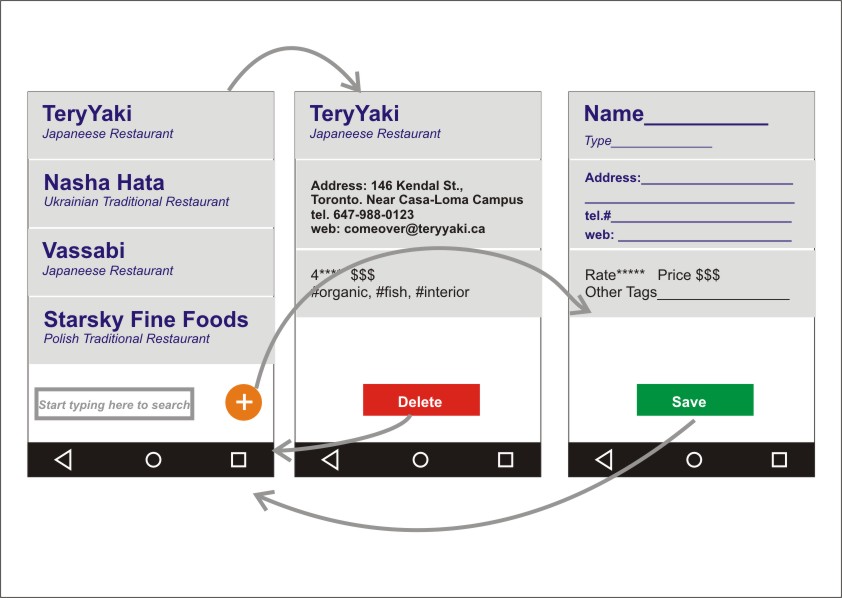 TeryYaki
Japaneese Restaurant
Nasha Hata
Ukrainian Traditional Restaurant
Vassabi
Japaneese Restaurant
Starsky Fine Foods
Polish Traditional Restaurant
Start typing here to search
+
TeryYaki
Japaneese Restaurant
Address: 146 Kendal St.,
Toronto. Near Casa-Loma Campus
tel. 647-988-0123
web: comeover@teryyaki.ca
4**** $$$
#organic, #fish, #interior
Delete
Name__________
Type______________
Address:____________________
____________________________
tel.#________________________
web: _______________________
Rate***** Price $$$
Other Tags________________
Save